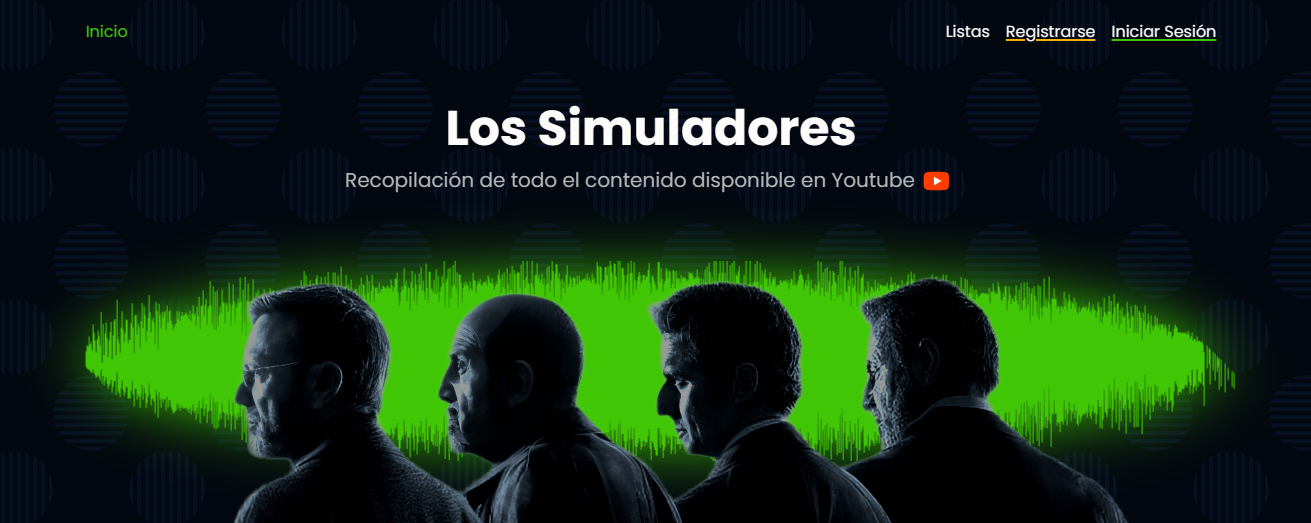 Inicio
Listas Registrarse Iniciar Sesión
Los Simuladores
Recopilación de todo el contenido disponible en Youtube